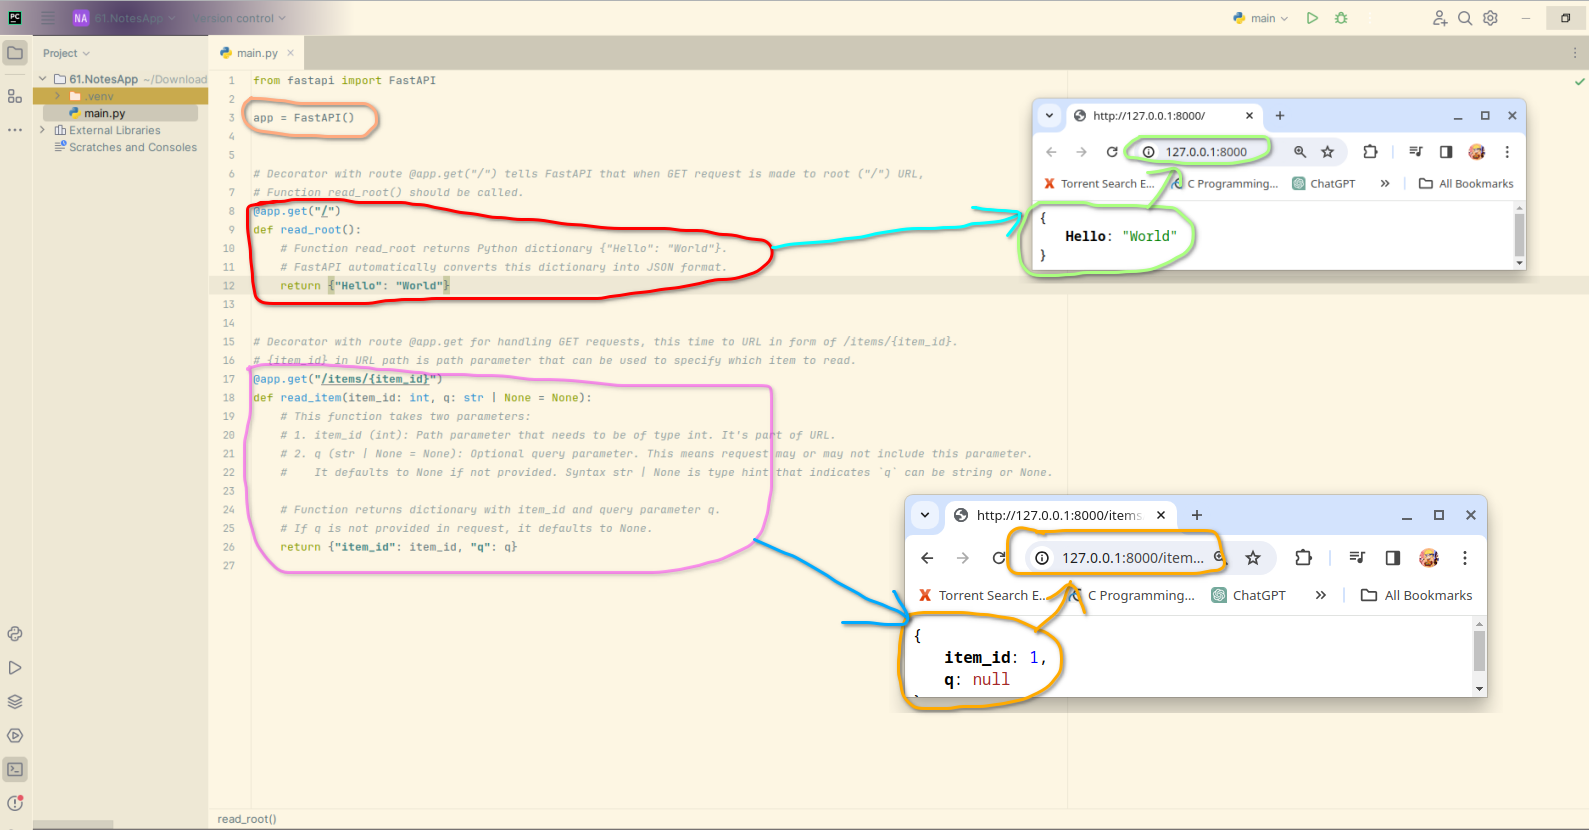 PC
NA 61.NotesApp Version control main
Project
main.py
61.NotesApp ~/Download
.venv
main.py
External Libraries
Scratches and Consoles
1 from fastapi import FastAPI
2
3 app = FastAPI()
4
5
6 # Decorator with route @app.get("/") tells FastAPI that when GET request is made to root ("/") URL,
7 # Function read_root() should be called.
8 @app.get("/")
9 def read_root():
10 # Function read_root returns Python dictionary {"Hello": "World"}.
11 # FastAPI automatically converts this dictionary into JSON format.
12 return {"Hello": "World"}
13
14
15 # Decorator with route @app.get for handling GET requests, this time to URL in form of /items/{item_id}.
16 # {item_id} in URL path is path parameter that can be used to specify which item to read.
17 @app.get("/items/{item_id}")
18 def read_item(item_id: int, q: str | None = None):
19 # This function takes two parameters:
20 # 1. item_id (int): Path parameter that needs to be of type int. It's part of URL.
21 # 2. q (str | None = None): Optional query parameter. This means request may or may not include this parameter.
22 # It defaults to None if not provided. Syntax str | None is type hint that indicates `q` can be string or None.
23
24 # Function returns dictionary with item_id and query parameter q.
25 # If q is not provided in request, it defaults to None.
26 return {"item_id": item_id, "q": q}
27
read_root()
http://127.0.0.1:8000/
127.0.0.1:8000
Torrent Search E... C Programming... ChatGPT » All Bookmarks
{
Hello: "World"
}
http://127.0.0.1:8000/items
127.0.0.1:8000/item...
Torrent Search E... C Programming... ChatGPT » All Bookmarks
{
item_id: 1,
q: null